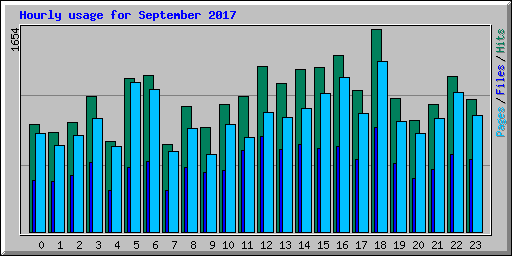 Hourly usage for September 2017
1654
Pages / Files / Hits
0 1 2 3 4 5 6 7 8 9 10 11 12 13 14 15 16 17 18 19 20 21 22 23